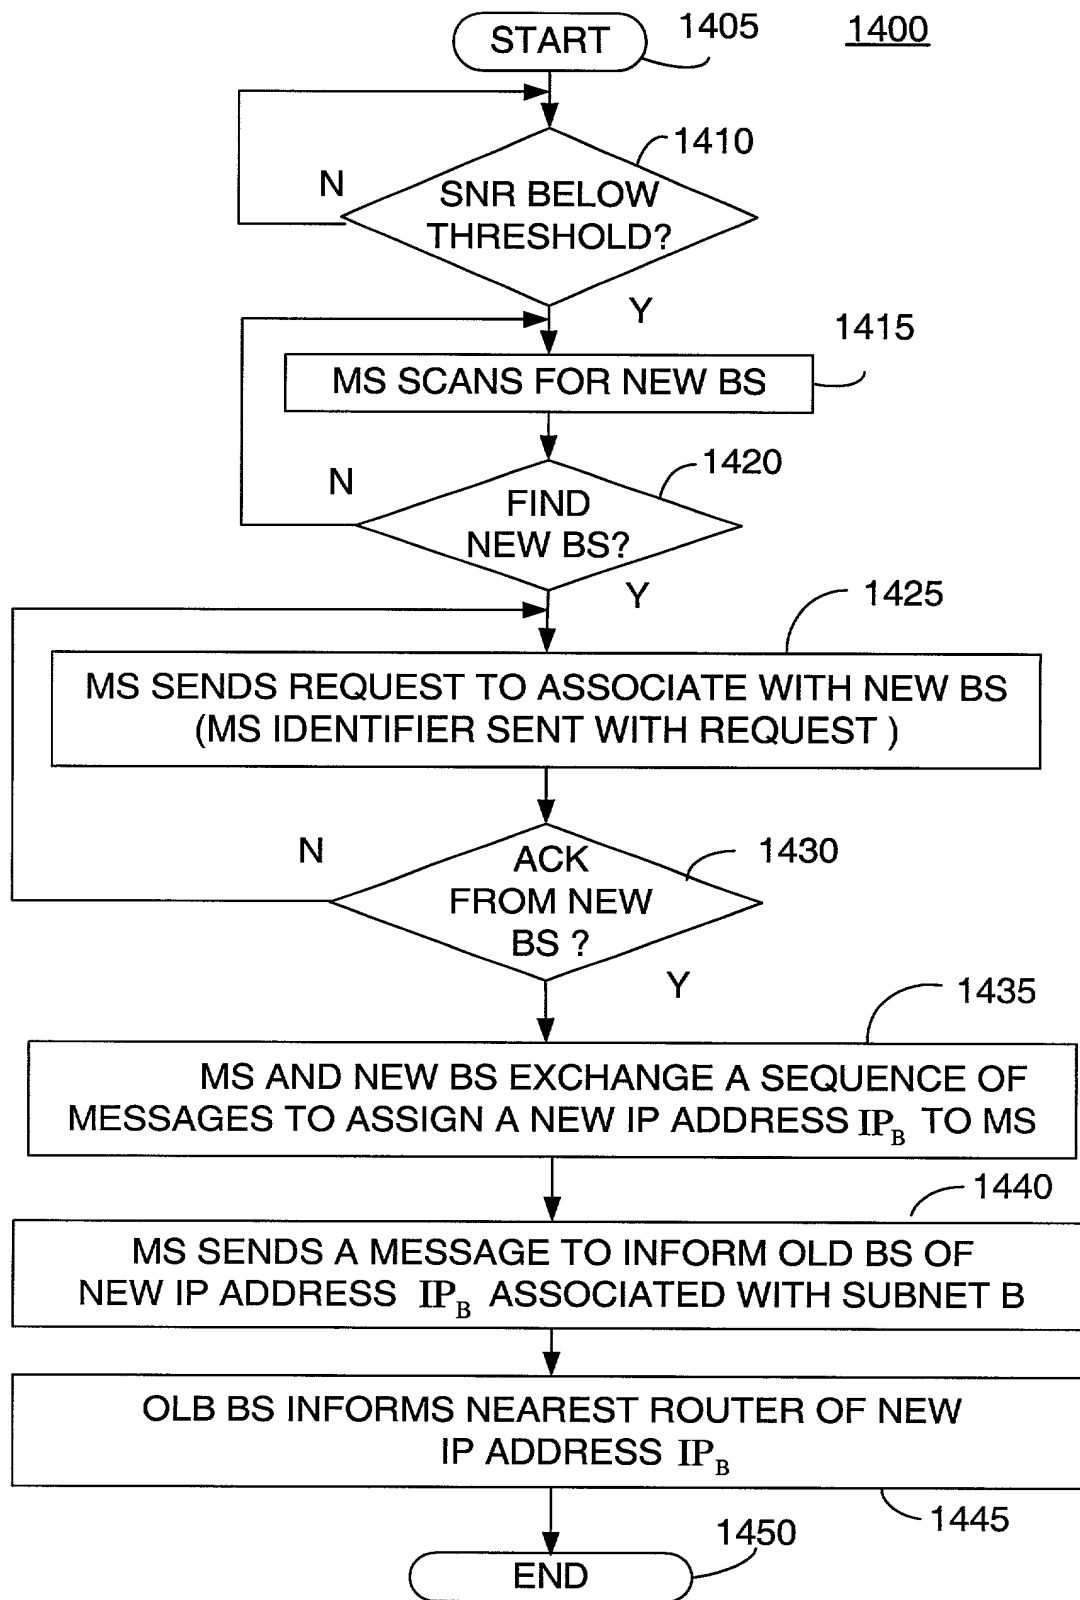 START
1405
1400
1410
N
SNR BELOW
THRESHOLD?
Y
1415
MS SCANS FOR NEW BS
1420
N
FIND
NEW BS?
Y
1425
MS SENDS REQUEST TO ASSOCIATE WITH NEW BS
(MS IDENTIFIER SENT WITH REQUEST )
N
ACK
FROM NEW
BS ?
1430
Y
1435
MS AND NEW BS EXCHANGE A SEQUENCE OF
MESSAGES TO ASSIGN A NEW IP ADDRESS IP_B TO MS
1440
MS SENDS A MESSAGE TO INFORM OLD BS OF
NEW IP ADDRESS IP_B ASSOCIATED WITH SUBNET B
OLB BS INFORMS NEAREST ROUTER OF NEW
IP ADDRESS IP_B
1445
1450
END